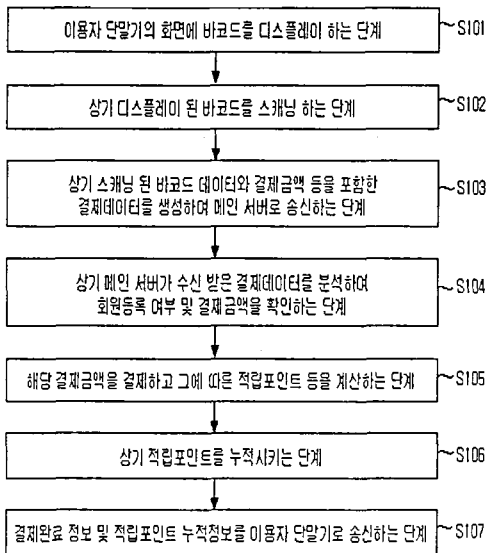 이용자 단말기의 화면에 바코드를 디스플레이 하는 단계
S101
상기 디스플레이 된 바코드를 스캐닝 하는 단계
S102
상기 스캐닝 된 바코드 데이터와 결제금액 등을 포함한
결제데이터를 생성하여 메인 서버로 송신하는 단계
S103
상기 메인 서버가 수신 받은 결제데이터를 분석하여
회원등록 여부 및 결제금액을 확인하는 단계
S104
해당 결제금액을 결제하고 그에 따른 적립포인트 등을 계산하는 단계
S105
상기 적립포인트를 누적시키는 단계
S106
결제완료 정보 및 적립포인트 누적정보를 이용자 단말기로 송신하는 단계
S107